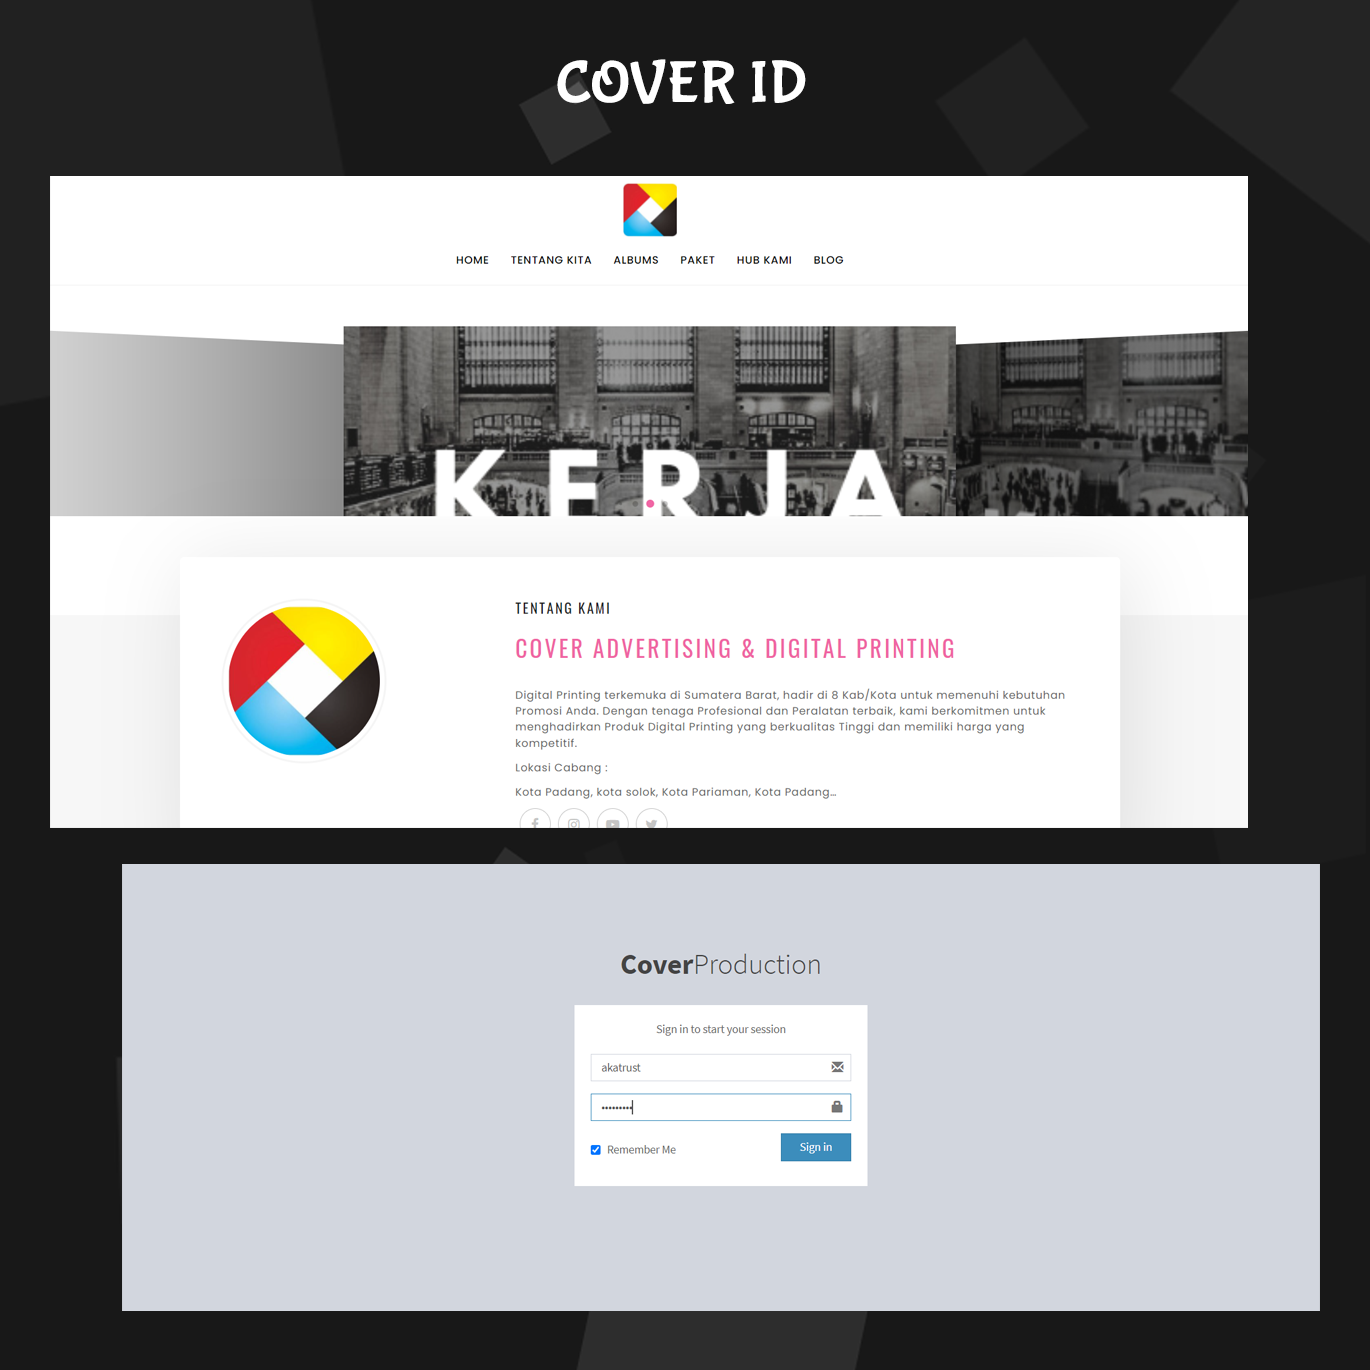 COVER ID
HOME TENTANG KITA ALBUMS PAKET HUB KAMI BLOG
KERJA
TENTANG KAMI
COVER ADVERTISING & DIGITAL PRINTING
Digital Printing terkemuka di Sumatera Barat, hadir di 8 Kab/Kota untuk memenuhi kebutuhan
Promosi Anda. Dengan tenaga Profesional dan Peralatan terbaik, kami berkomitmen untuk
menghadirkan Produk Digital Printing yang berkualitas Tinggi dan memiliki harga yang
kompetitif.
Lokasi Cabang :
Kota Padang, kota solok, Kota Pariaman, Kota Padang…
CoverProduction
Sign in to start your session
akatrust
•••••••••
Remember Me
Sign in